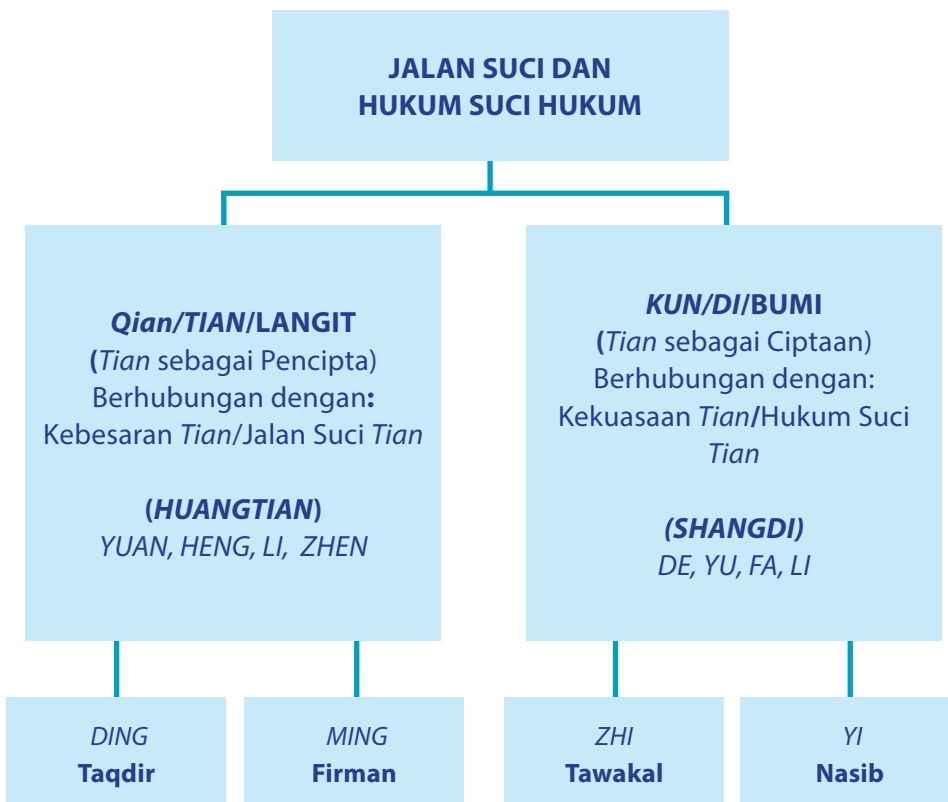 JALAN SUCI DAN
HUKUM SUCI HUKUM
Qian/TIAN/LANGIT
(Tian sebagai Pencipta)
Berhubungan dengan:
Kebesaran Tian/Jalan Suci Tian
(HUANGTIAN)
YUAN, HENG, LI, ZHEN
KUN/DI/BUMI
(Tian sebagai Ciptaan)
Berhubungan dengan:
Kekuasaan Tian/Hukum Suci
Tian
(SHANGDI)
DE, YU, FA, LI
DING
Taqdir
MING
Firman
ZHI
Tawakal
YI
Nasib